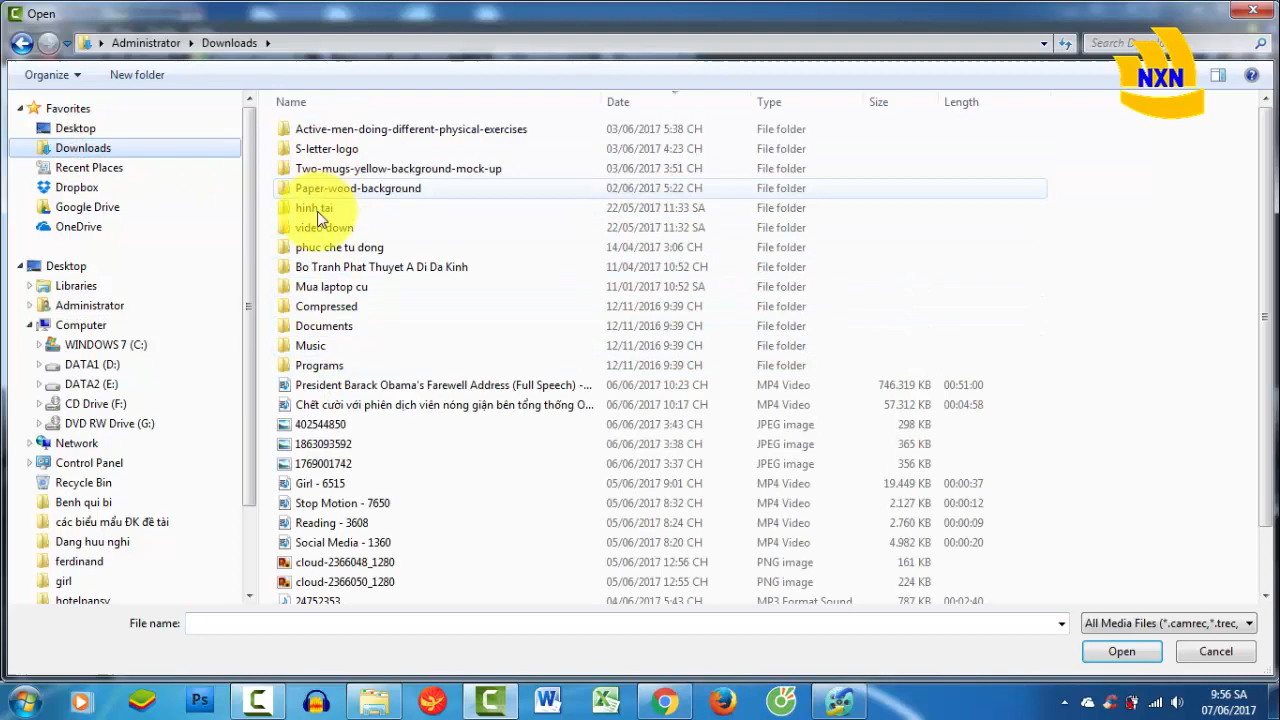 Open
Administrator Downloads Search D
NXN
Organize New folder
Name Date Type Size Length
Favorites
Desktop
Downloads
Recent Places
Dropbox
Google Drive
OneDrive
Desktop
Libraries
Administrator
Computer
WINDOWS 7 (C:)
DATA1 (D:)
DATA2 (E:)
CD Drive (F:)
DVD RW Drive (G:)
Network
Control Panel
Recycle Bin
Benh qui bi
các biểu mẩu ĐK đề tài
Dang huu nghi
ferdinand
girl
hotelpansy
Active-men-doing-different-physical-exercises 03/06/2017 5:38 CH File folder
S-letter-logo 03/06/2017 4:23 CH File folder
Two-mugs-yellow-background-mock-up 03/06/2017 3:51 CH File folder
Paper-wood-background 02/06/2017 5:22 CH File folder
hinh tai 22/05/2017 11:33 SA File folder
video down 22/05/2017 11:32 SA File folder
phuc che tu dong 14/04/2017 3:06 CH File folder
Bo Tranh Phat Thuyet A Di Da Kinh 11/04/2017 10:52 CH File folder
Mua laptop cu 11/01/2017 10:52 SA File folder
Compressed 12/11/2016 9:39 CH File folder
Documents 12/11/2016 9:39 CH File folder
Music 12/11/2016 9:39 CH File folder
Programs 12/11/2016 9:39 CH File folder
President Barack Obama's Farewell Address (Full Speech) -... 06/06/2017 10:23 CH MP4 Video 746.319 KB 00:51:00
Chết cười với phiên dịch viên nóng giận bên tổng thống O... 06/06/2017 10:17 CH MP4 Video 57.312 KB 00:04:58
402544850 06/06/2017 3:43 CH JPEG image 298 KB
1863093592 06/06/2017 3:38 CH JPEG image 365 KB
1769001742 06/06/2017 3:37 CH JPEG image 356 KB
Girl - 6515 05/06/2017 9:01 CH MP4 Video 19.449 KB 00:00:37
Stop Motion - 7650 05/06/2017 8:32 CH MP4 Video 2.127 KB 00:00:12
Reading - 3608 05/06/2017 8:24 CH MP4 Video 2.760 KB 00:00:09
Social Media - 1360 05/06/2017 8:20 CH MP4 Video 4.982 KB 00:00:20
cloud-2366048_1280 05/06/2017 12:56 CH PNG image 161 KB
cloud-2366050_1280 05/06/2017 12:55 CH PNG image 224 KB
24752353 04/06/2017 5:43 CH MP3 Format Sound 787 KB 00:02:40
File name: All Media Files (*.camrec,*.trec,
Open Cancel
Ps
9:56 SA
07/06/2017